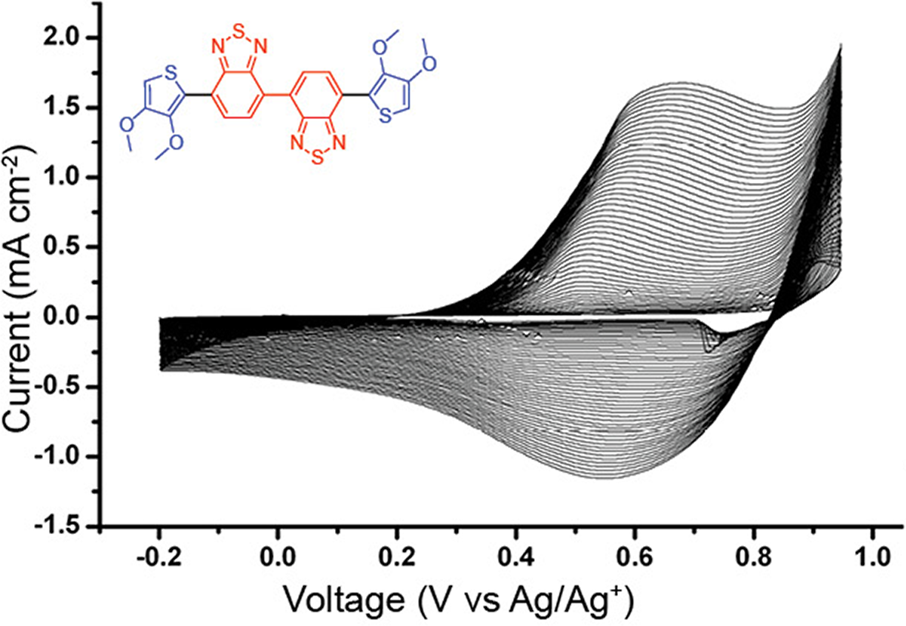 2.0
1.5
1.0
0.5
0.0
-0.5
-1.0
-1.5
Current (mA cm-2)
N S N
S
O
O
O
O
S
N S N
-0.2 0.0 0.2 0.4 0.6 0.8 1.0
Voltage (V vs Ag/Ag+)